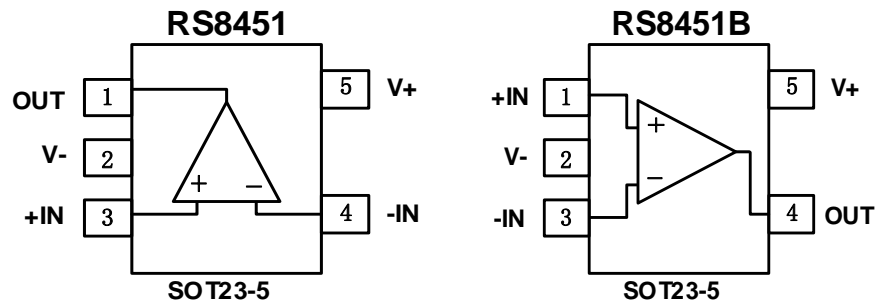 RS8451
OUT 1
5 V+
V- 2
+ −
+IN 3
4 -IN
SOT23-5
RS8451B
+IN 1
5 V+
+
V- 2
−
-IN 3
4 OUT
SOT23-5